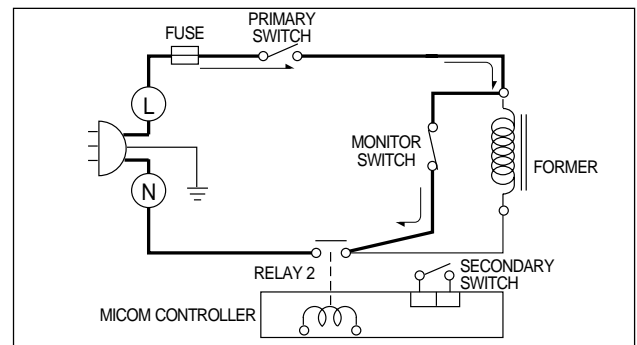 PRIMARY
SWITCH
FUSE
L
MONITOR
SWITCH
FORMER
N
RELAY 2
SECONDARY
SWITCH
MICOM CONTROLLER